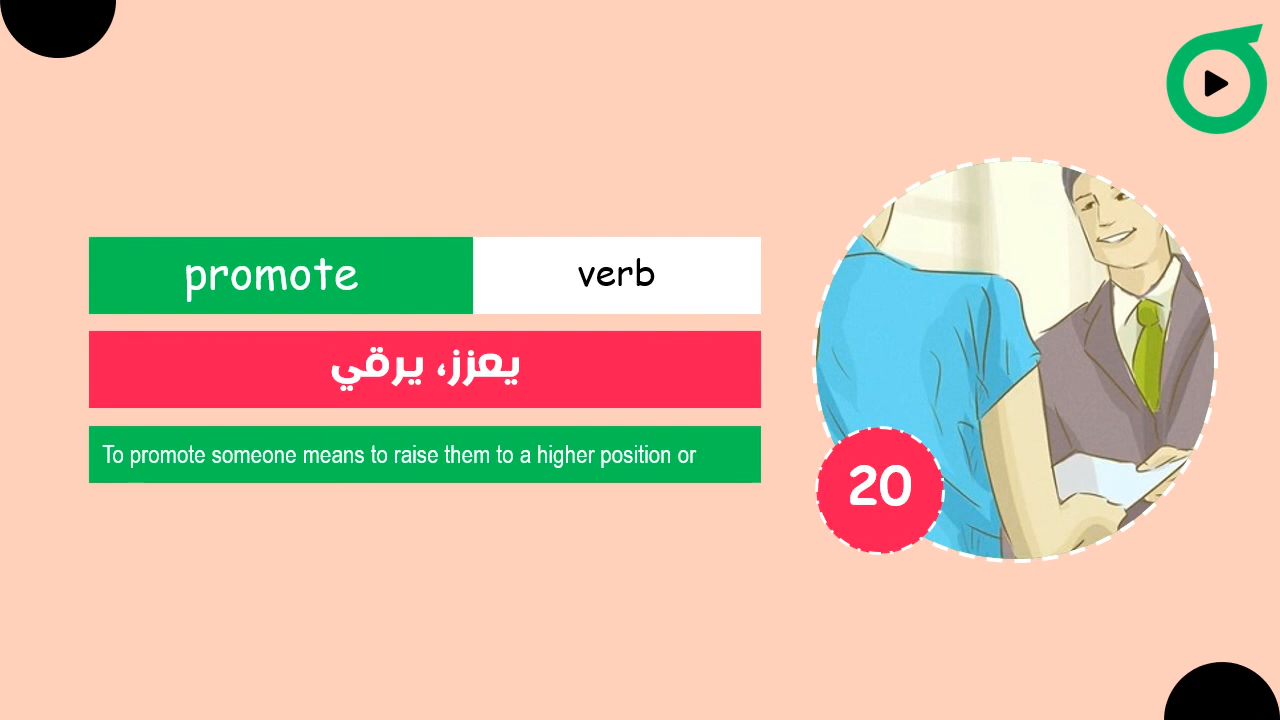 promote
verb
يعزز، يرقي
To promote someone means to raise them to a higher position or
20